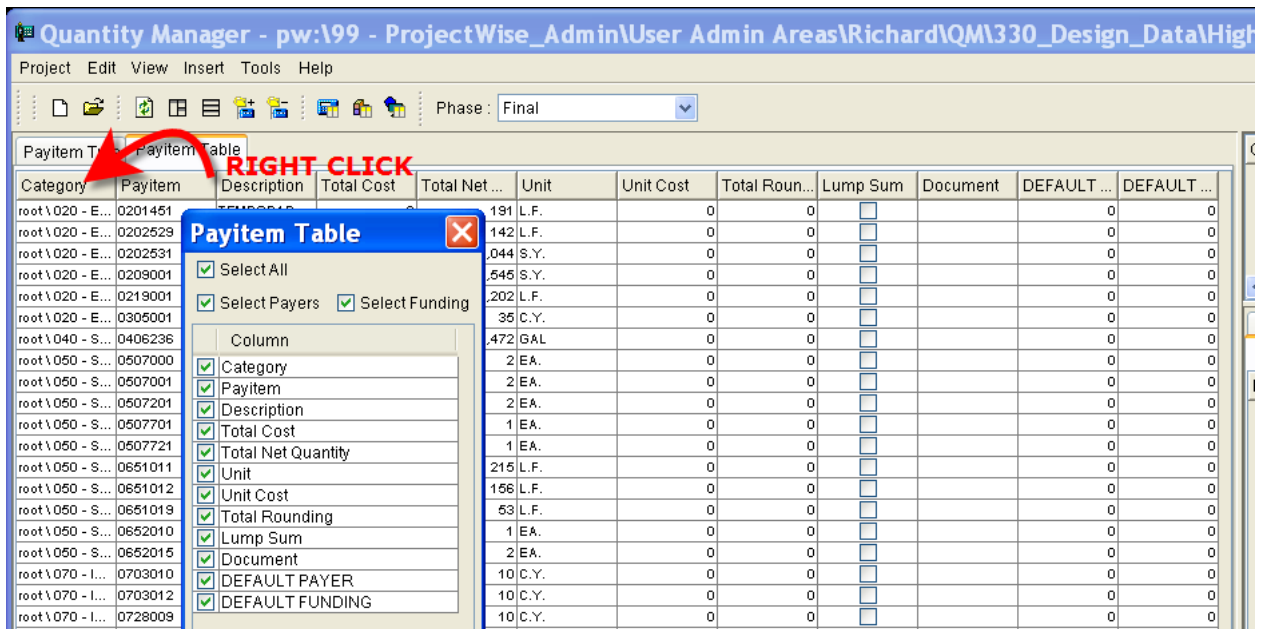 Quantity Manager - pw:\99 - ProjectWise_Admin\User Admin Areas\Richard\QM\330_Design_Data\High
Project Edit View Insert Tools Help
Phase : Final
Payitem Payitem Table
RIGHT CLICK
Category Payitem Description Total Cost Total Net ... Unit Unit Cost Total Roun... Lump Sum Document DEFAULT ... DEFAULT ...
root\020 - E... 0201451 0 191 L.F. 0 0 0 0
root\020 - E... 0202529 142 L.F. 0 0 0 0
root\020 - E... 0202531 ,044 S.Y. 0 0 0 0
root\020 - E... 0209001 ,545 S.Y. 0 0 0 0
root\020 - E... 0219001 ,202 L.F. 0 0 0 0
root\020 - E... 0305001 35 C.Y. 0 0 0 0
root\040 - S... 0406236 ,472 GAL 0 0 0 0
root\050 - S... 0507000 2 EA. 0 0 0 0
root\050 - S... 0507001 2 EA. 0 0 0 0
root\050 - S... 0507201 2 EA. 0 0 0 0
root\050 - S... 0507701 1 EA. 0 0 0 0
root\050 - S... 0507721 1 EA. 0 0 0 0
root\050 - S... 0651011 215 L.F. 0 0 0 0
root\050 - S... 0651012 156 L.F. 0 0 0 0
root\050 - S... 0651019 53 L.F. 0 0 0 0
root\050 - S... 0652010 1 EA. 0 0 0 0
root\050 - S... 0652015 2 EA. 0 0 0 0
root\070 - I... 0703010 10 C.Y. 0 0 0 0
root\070 - I... 0703012 10 C.Y. 0 0 0 0
root\070 - I... 0728009 10 C.Y. 0 0 0 0
Payitem Table
Select All
Select Payers Select Funding
Column
Category
Payitem
Description
Total Cost
Total Net Quantity
Unit
Unit Cost
Total Rounding
Lump Sum
Document
DEFAULT PAYER
DEFAULT FUNDING